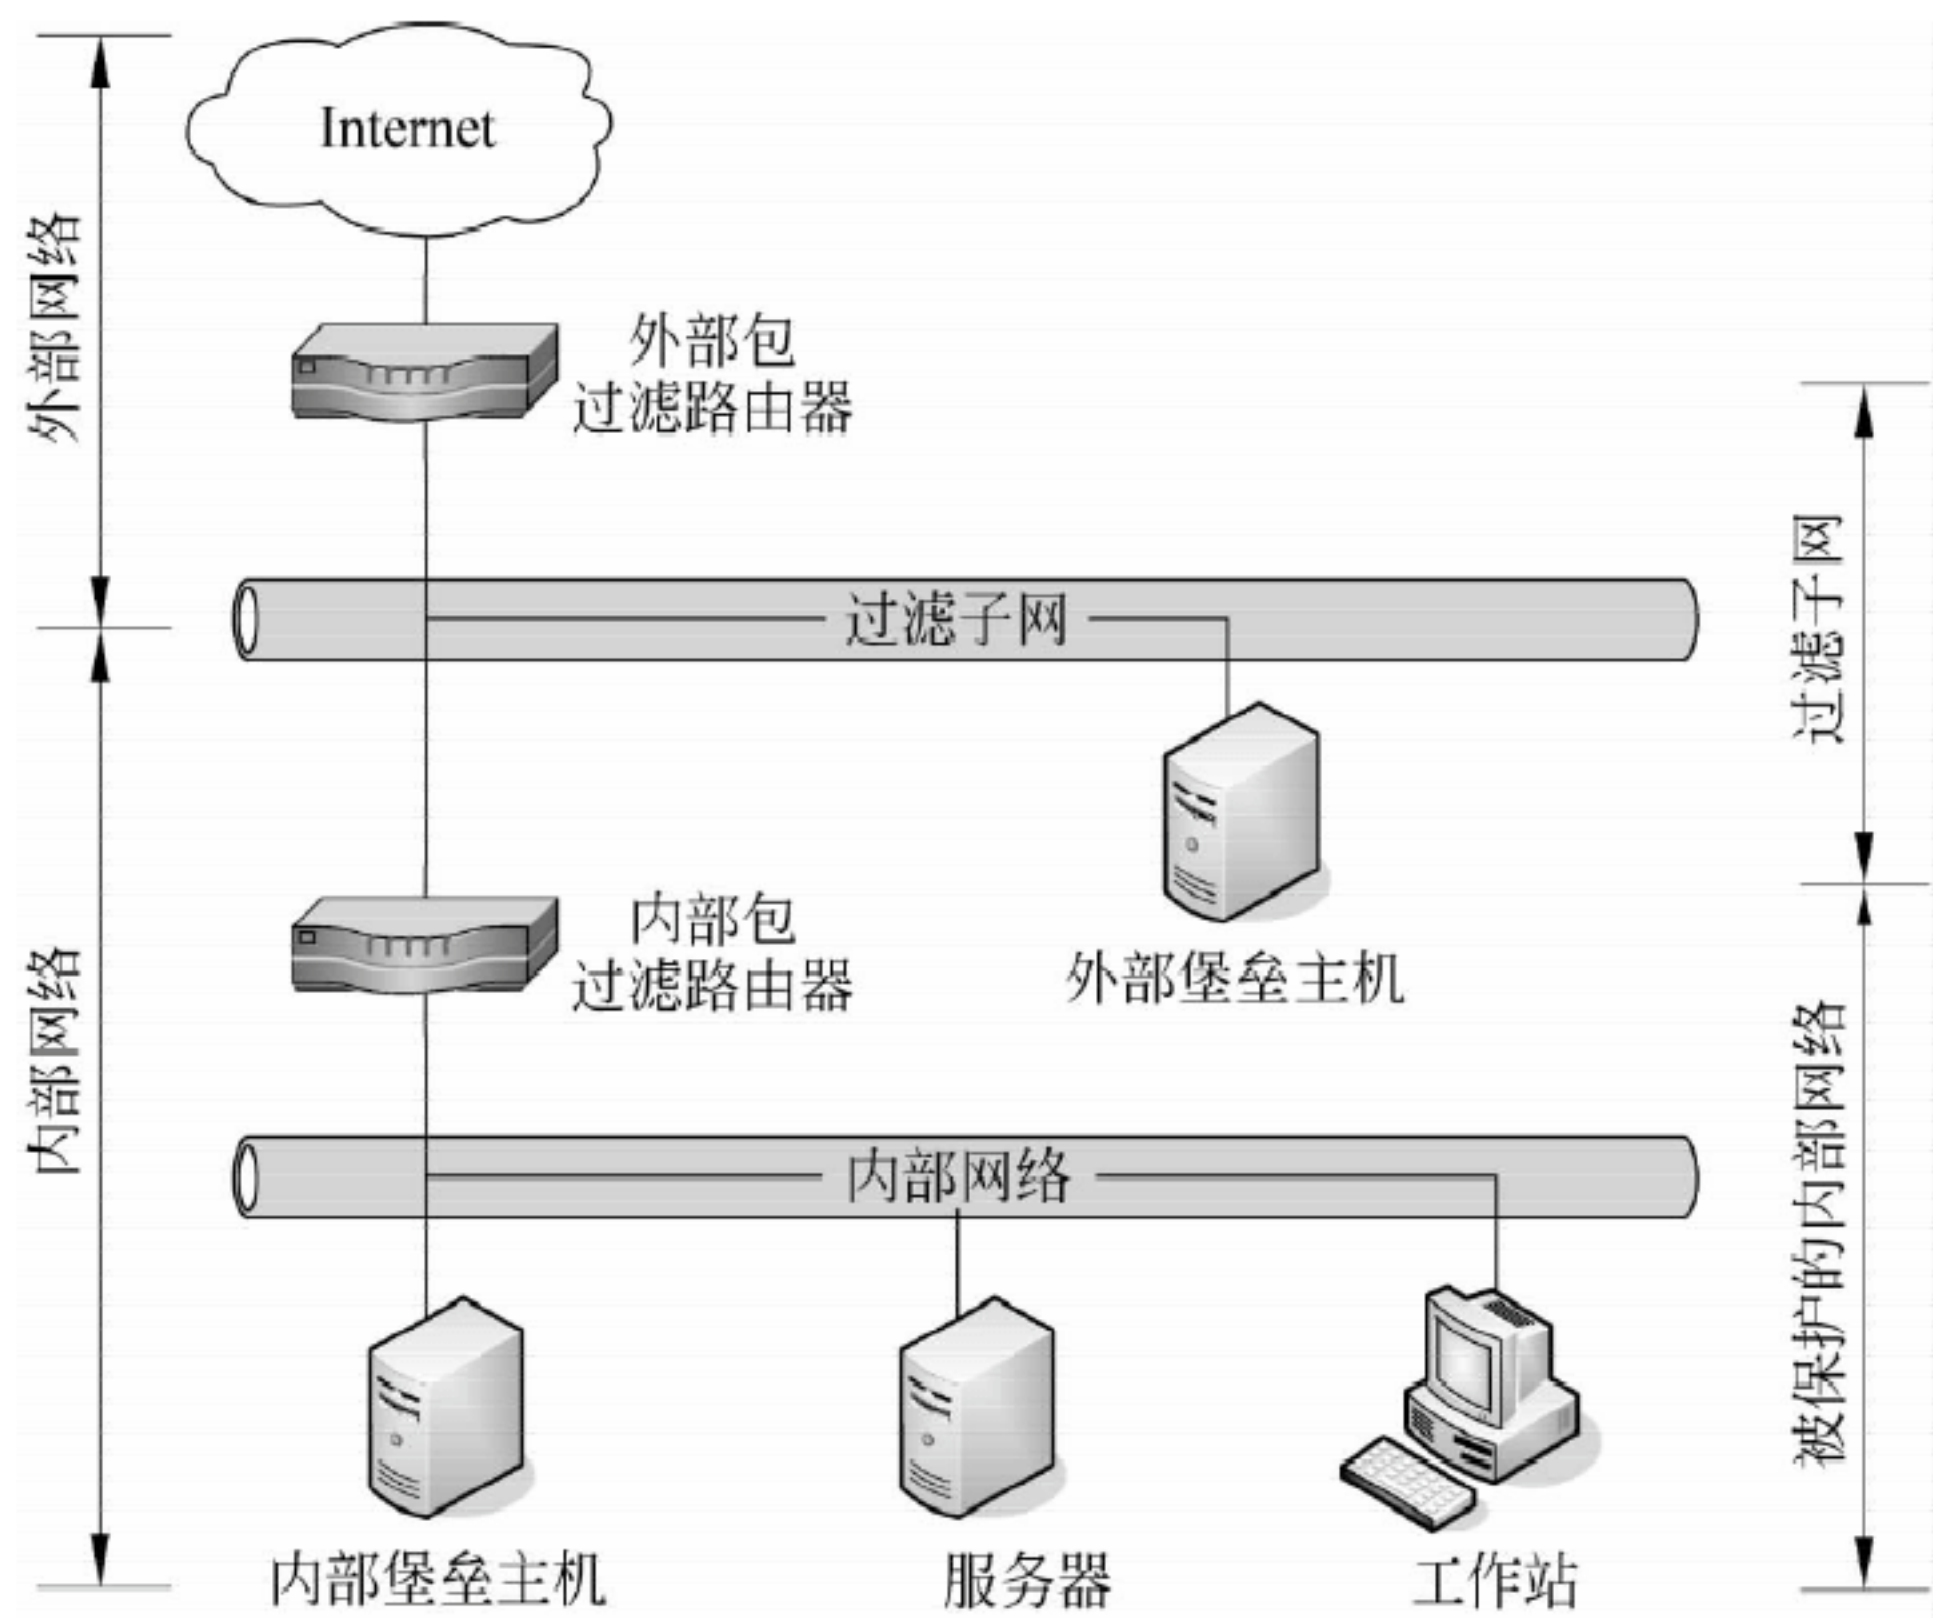 Internet
外部网络
外部包
过滤路由器
过滤子网
过滤子网
内部包
过滤路由器
外部堡垒主机
内部网络
内部网络
被保护的内部网络
内部堡垒主机
服务器
工作站